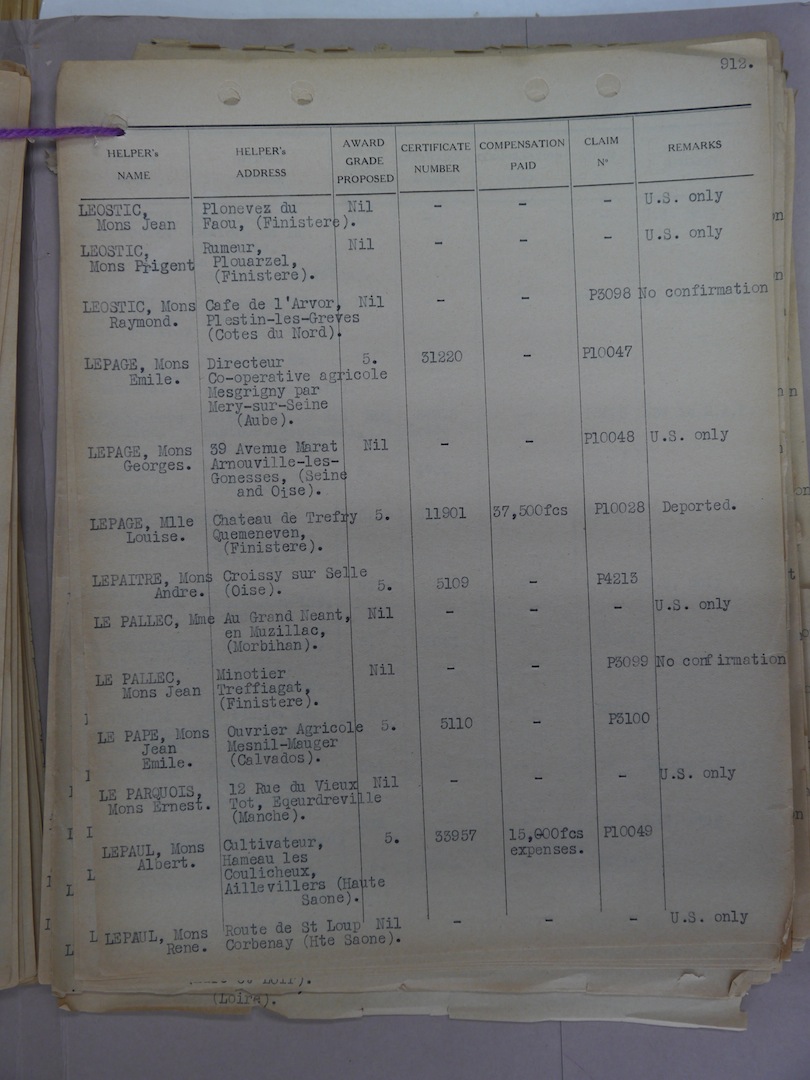 912.
HELPER's NAME HELPER's ADDRESS AWARD GRADE PROPOSED CERTIFICATE NUMBER COMPENSATION PAID CLAIM N° REMARKS
LEOSTIC, Plonevez du Nil - - - U.S. only
Mons Jean Faou, (Finistere).
LEOSTIC, Rumeur, Nil - - - U.S. only
Mons Prigent Plouarzel,
(Finistere).
LEOSTIC, Mons Cafe de l'Arvor, Nil - - P3098 No confirmation
Raymond. Plestin-les-Greves
(Cotes du Nord).
LEPAGE, Mons Directeur 5. 31220 - P10047
Emile. Co-operative agricole
Mesgrigny par
Mery-sur-Seine
(Aube).
LEPAGE, Mons 39 Avenue Marat Nil - - P10048 U.S. only
Georges. Arnouville-les-
Gonesses, (Seine
and Oise).
LEPAGE, Mlle Chateau de Trefry 5. 11901 37,500fcs P10028 Deported.
Louise. Quemeneven,
(Finistere).
LEPAITRE, Mons Croissy sur Selle 5. 5109 - P4213
Andre. (Oise).
LE PALLEC, Mme Au Grand Neant, Nil - - - U.S. only
en Muzillac,
(Morbihan).
LE PALLEC, Minotier Nil - - P3099 No confirmation
Mons Jean Treffiagat,
(Finistere).
LE PAPE, Mons Ouvrier Agricole 5. 5110 - P3100
Jean Mesnil-Mauger
Emile. (Calvados).
LE PARQUOIS, 12 Rue du Vieux Nil - - - U.S. only
Mons Ernest. Tot, Eqeurdreville
(Manche).
LEPAUL, Mons Cultivateur, 5. 33957 15,000fcs P10049
Albert. Hameau les expenses.
Coulicheux,
Aillevillers (Haute
Saone).
LEPAUL, Mons Route de St Loup Nil - - - U.S. only
Rene. Corbenay (Hte Saone).
(Loire).